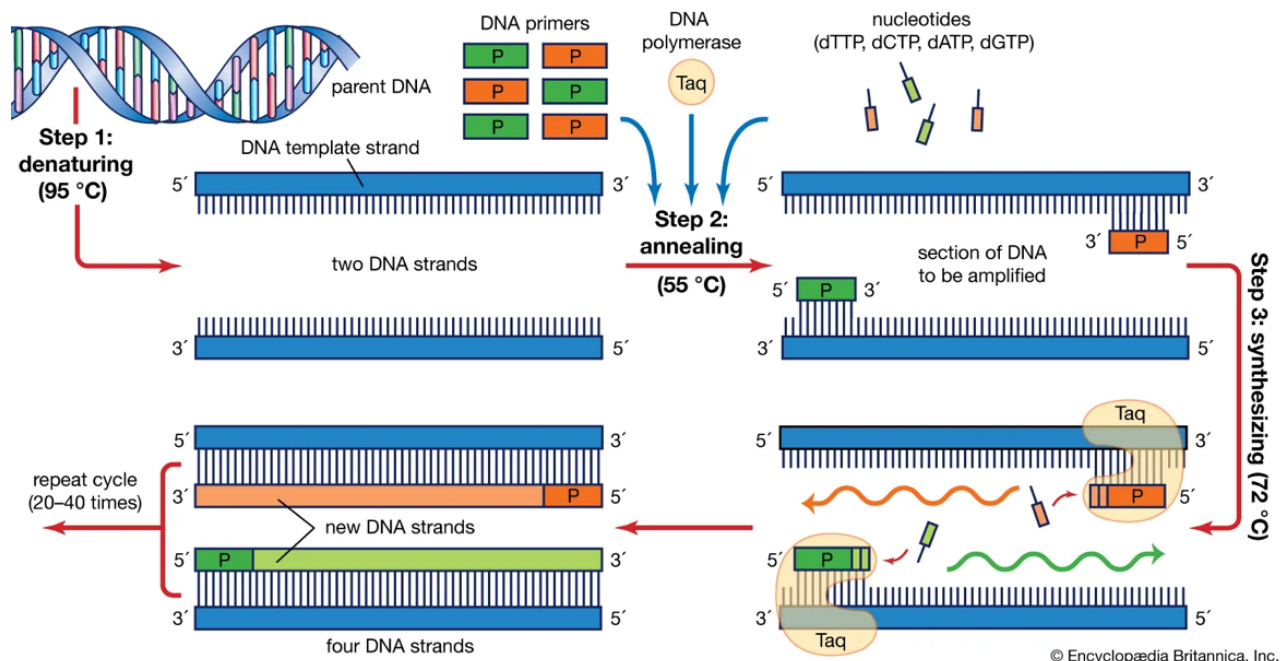 DNA primers
P
P
P
P
P
P
DNA
polymerase
Taq
nucleotides
(dTTP, dCTP, dATP, dGTP)
parent DNA
Step 1:
denaturing
(95 °C)
DNA template strand
5´
3´
two DNA strands
3´
5´
Step 2:
annealing
(55 °C)
5´
3´
3´
P
5´
section of DNA
to be amplified
5´
P
3´
3´
5´
Step 3: synthesizing (72 °C)
5´
Taq
3´
P
5´
5´
P
3´
Taq
5´
5´
3´
3´
P
5´
new DNA strands
5´
P
3´
3´
5´
four DNA strands
repeat cycle
(20–40 times)
© Encyclopædia Britannica, Inc.